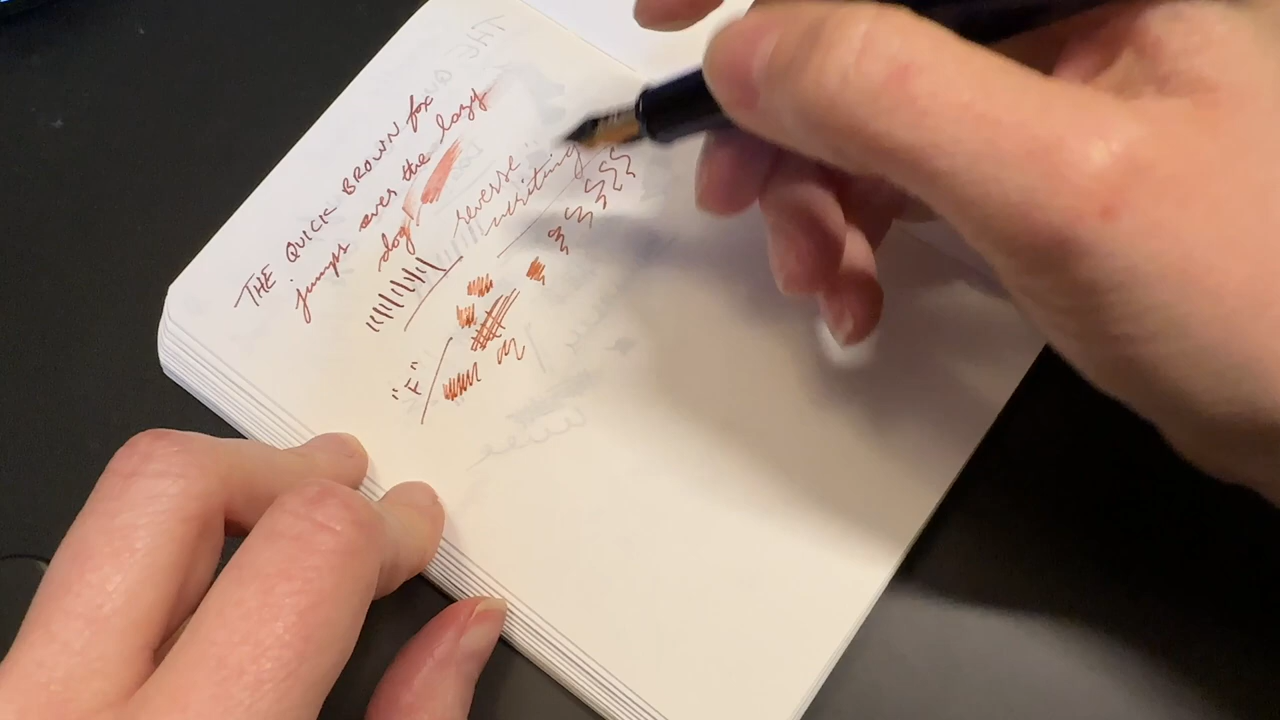 THE QUICK BROWN fox
jumps over the lazy
dog
reverse
writing
"F"